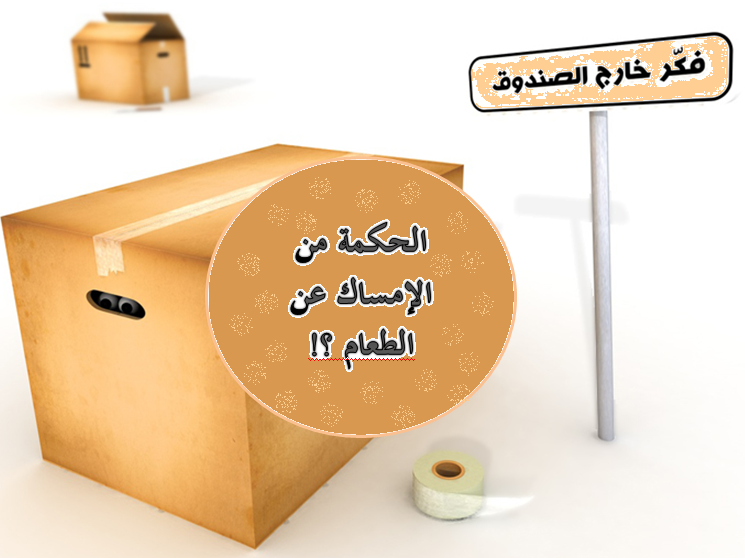 فكّر خارج الصندوق
الحكمة من
الإمساك عن
الطعام ؟!